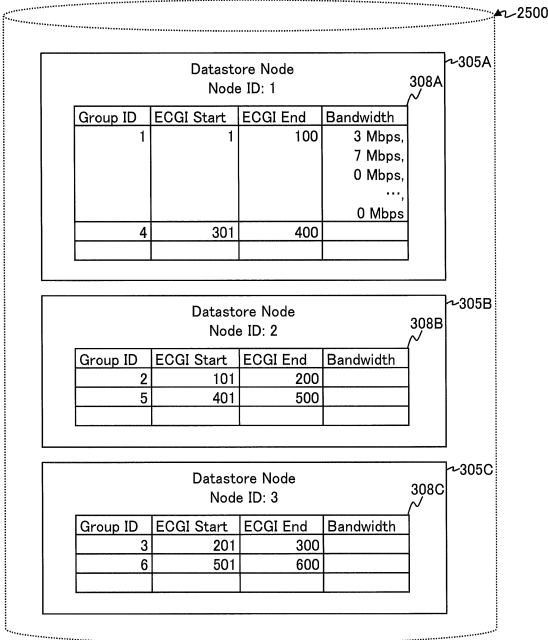 2500
305A
Datastore Node
Node ID: 1
308A
Group ID ECGI Start ECGI End Bandwidth
1 1 100 3 Mbps,
7 Mbps,
0 Mbps,
…,
0 Mbps
4 301 400
305B
Datastore Node
Node ID: 2
308B
Group ID ECGI Start ECGI End Bandwidth
2 101 200
5 401 500
305C
Datastore Node
Node ID: 3
308C
Group ID ECGI Start ECGI End Bandwidth
3 201 300
6 501 600